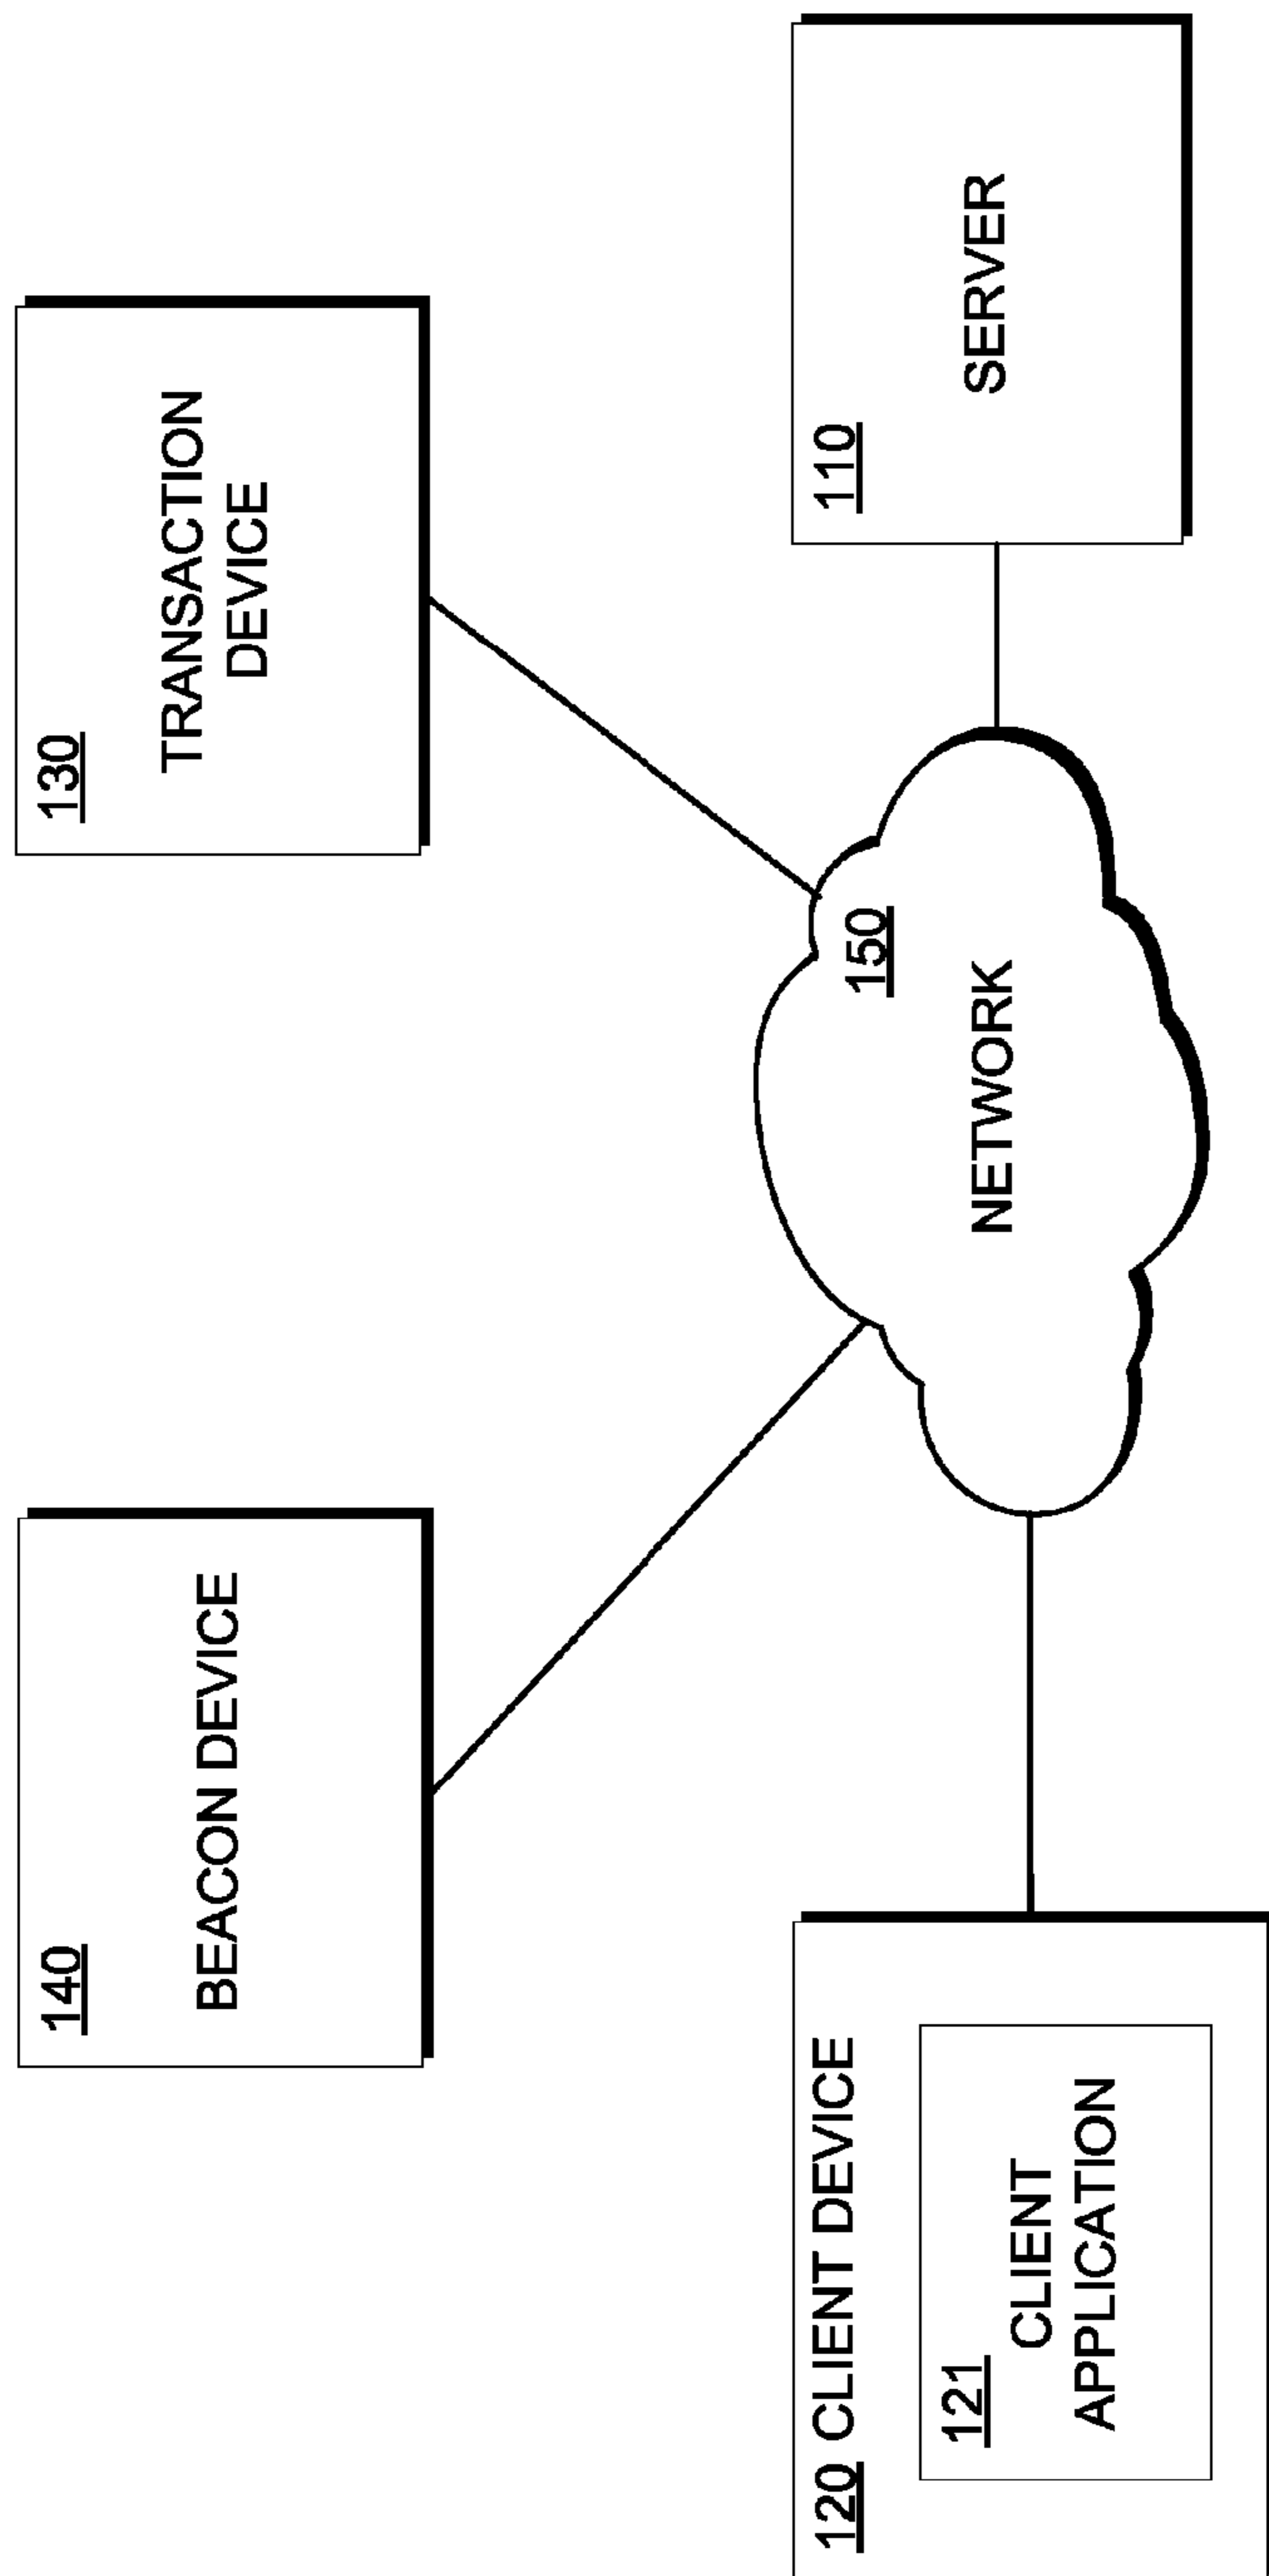 140
BEACON DEVICE
130
TRANSACTION
DEVICE
120 CLIENT DEVICE
121
CLIENT
APPLICATION
150
NETWORK
110
SERVER